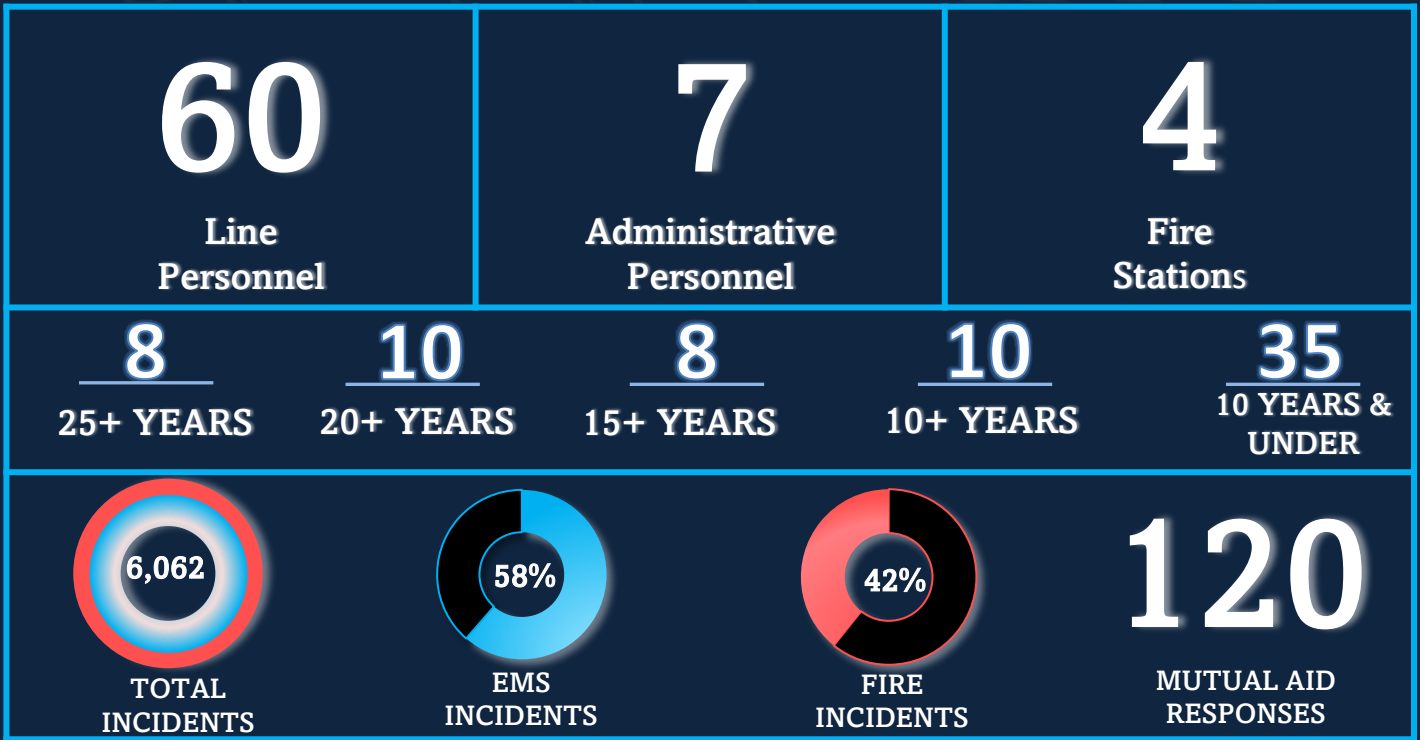 60
Line
Personnel
7
Administrative
Personnel
4
Fire
Stations
8
25+ YEARS
10
20+ YEARS
8
15+ YEARS
10
10+ YEARS
35
10 YEARS &
UNDER
6,062
TOTAL
INCIDENTS
58%
EMS
INCIDENTS
42%
FIRE
INCIDENTS
120
MUTUAL AID
RESPONSES